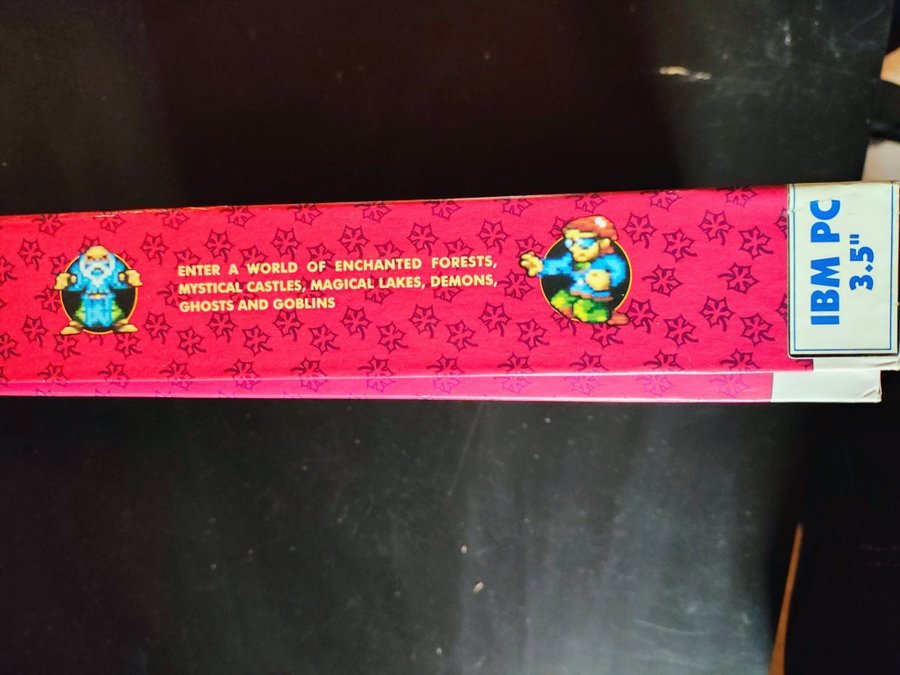 ENTER A WORLD OF ENCHANTED FORESTS,
MYSTICAL CASTLES, MAGICAL LAKES, DEMONS,
GHOSTS AND GOBLINS
IBM PC
3.5"